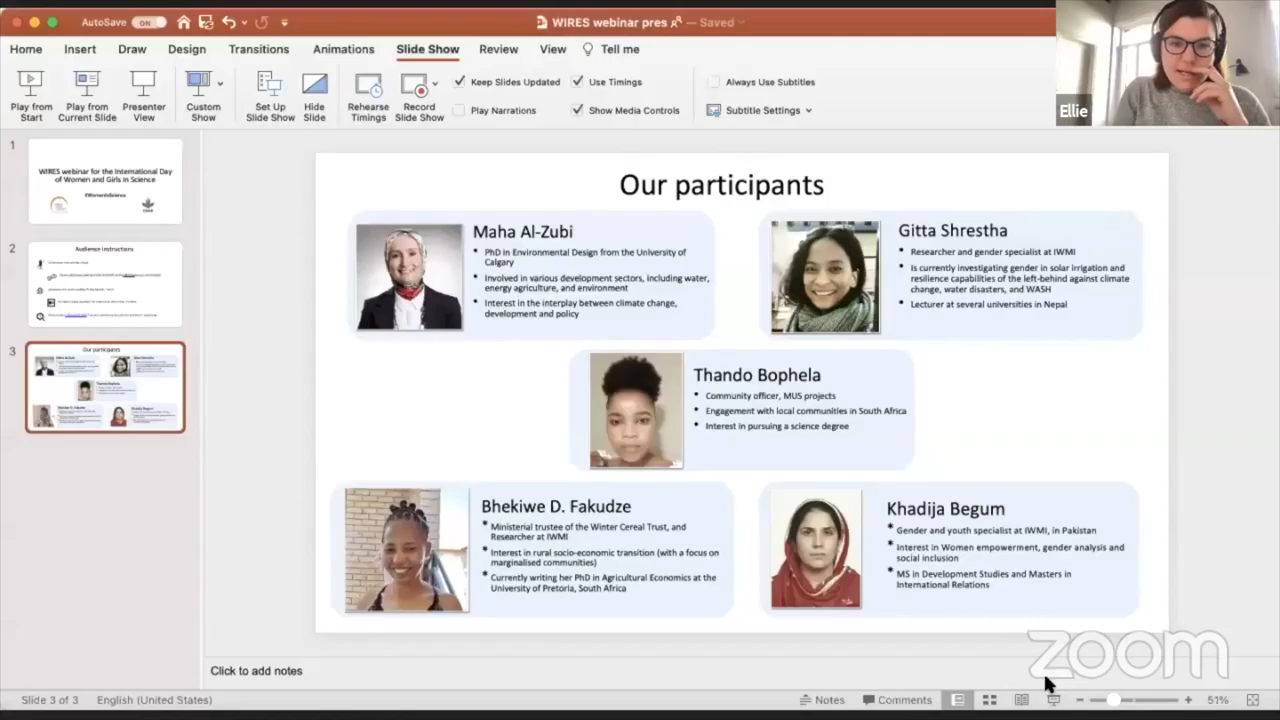 AutoSave ON WIRES webinar pres — Saved
Home Insert Draw Design Transitions Animations Slide Show Review View Tell me
Play from Start
Play from Current Slide
Presenter View
Custom Show
Set Up Slide Show
Hide Slide
Rehearse Timings
Record Slide Show
Keep Slides Updated Use Timings Always Use Subtitles
Play Narrations Show Media Controls Subtitle Settings
Ellie
1
WIRES webinar for the International Day
of Women and Girls in Science
#WomenInScience
2
Audience instructions
3
Our participants
Our participants
Maha Al-Zubi
• PhD in Environmental Design from the University of
Calgary
• Involved in various development sectors, including water,
energy agriculture, and environment
• Interest in the interplay between climate change,
development and policy
Gitta Shrestha
• Researcher and gender specialist at IWMI
• Is currently investigating gender in solar irrigation and
resilience capabilities of the left-behind against climate
change, water disasters, and WASH
• Lecturer at several universities in Nepal
Thando Bophela
• Community officer, MUS projects
• Engagement with local communities in South Africa
• Interest in pursuing a science degree
Bhekiwe D. Fakudze
* Ministerial trustee of the Winter Cereal Trust, and
Researcher at IWMI
* Interest in rural socio-economic transition (with a focus on
marginalised communities)
* Currently writing her PhD in Agricultural Economics at the
University of Pretoria, South Africa
Khadija Begum
* Gender and youth specialist at IWMI, in Pakistan
* Interest in Women empowerment, gender analysis and
social inclusion
* MS in Development Studies and Masters in
International Relations
zoom
Click to add notes
Slide 3 of 3 English (United States) Notes Comments 51%